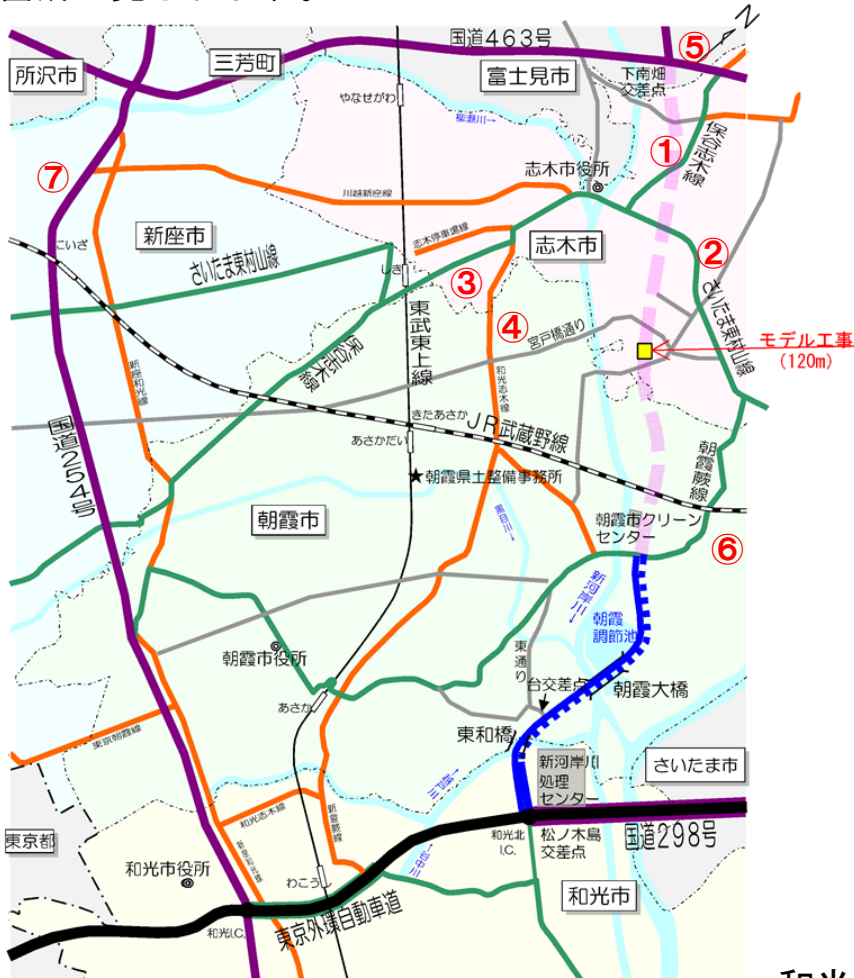 国道463号
N
⑤
所沢市
三芳町
富士見市
下南畑
交差点
やなせがわ
柳瀬川→
①
保谷志木線
⑦
志木市役所
川越新座線
新座市
にいざ
志木停車場線
志木市
②
さいたま東村山線
しき
③
さいたま東村山線
東武東上線
④
宮戸橋通り
モデル工事
(120m)
保谷志木線
新座和光線
和光志木線
国道254号
きたあさか
JR武蔵野線
あさかだい
朝霞蕨線
★朝霞県土整備事務所
朝霞市
黒目川→
朝霞市クリーン
センター
⑥
新河岸川→
朝霞
調節池
朝霞市役所
東通り
台交差点
朝霞大橋
あさか
東和橋
東京朝霞線
新河岸川
処理
センター
さいたま市
和光志木線
新倉蕨線
和光北
I.C.
松ノ木島
交差点
国道298号
東京都
和光市役所
わこうし
和光市
和光I.C.
東京外環自動車道